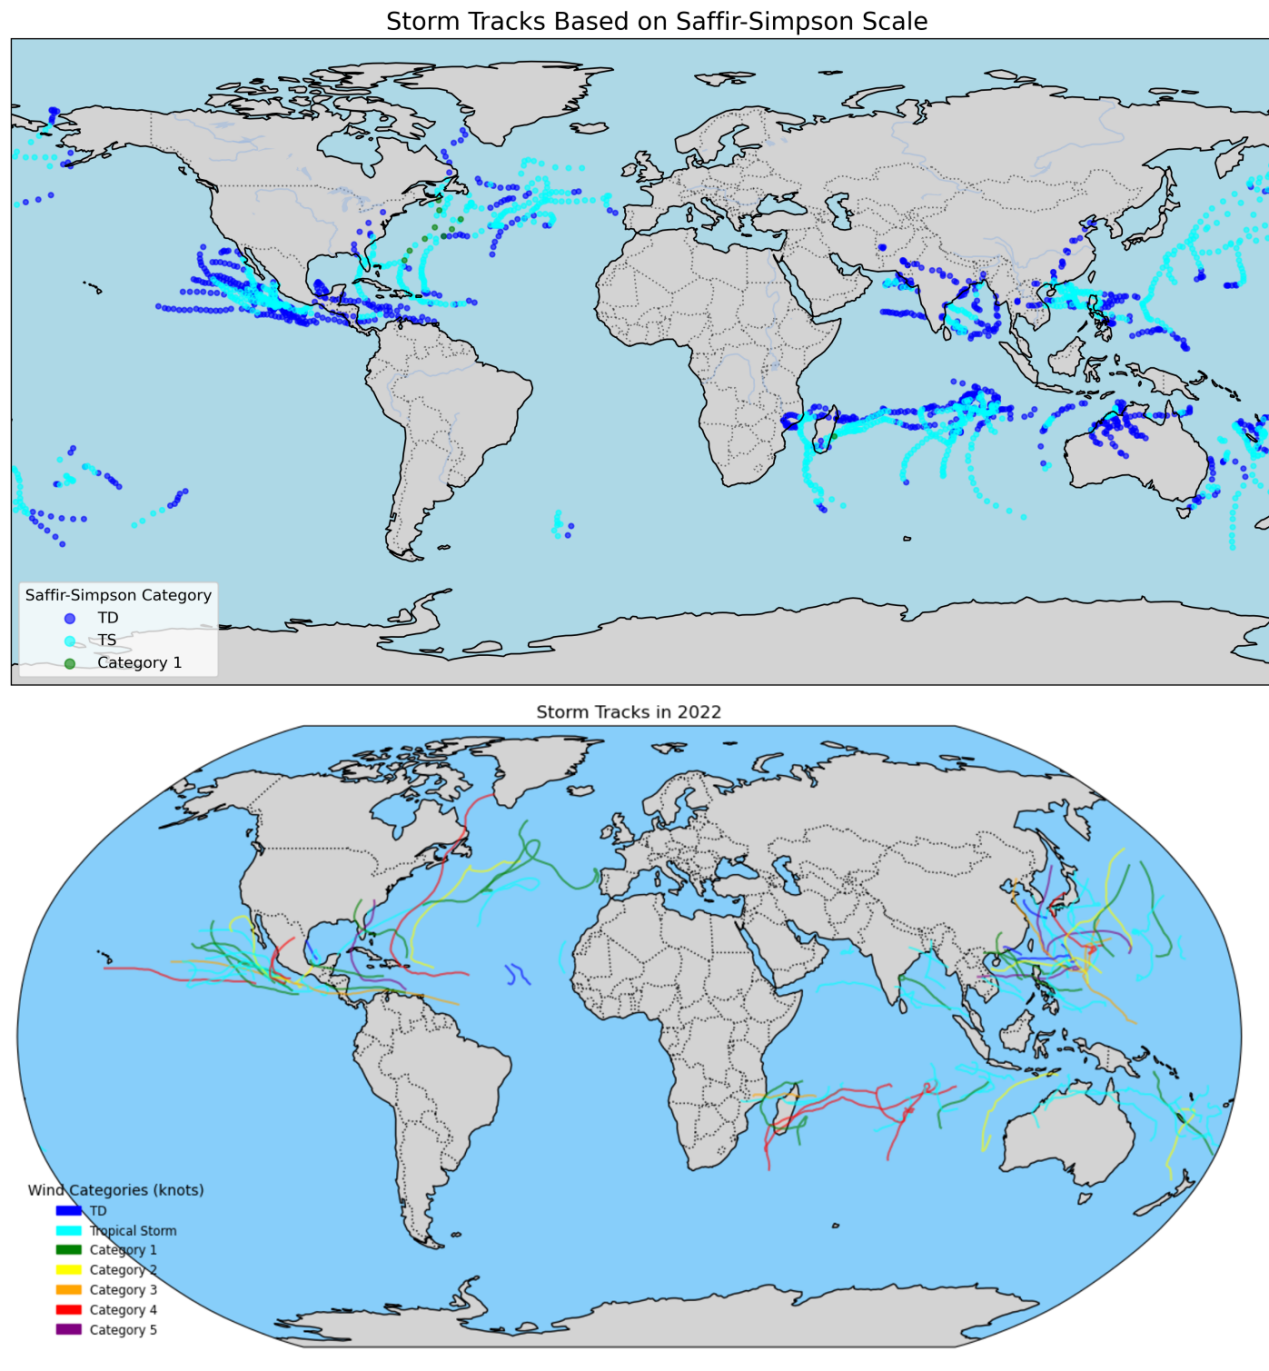 Storm Tracks Based on Saffir-Simpson Scale
Saffir-Simpson Category
TD
TS
Category 1
Storm Tracks in 2022
Wind Categories (knots)
TD
Tropical Storm
Category 1
Category 2
Category 3
Category 4
Category 5